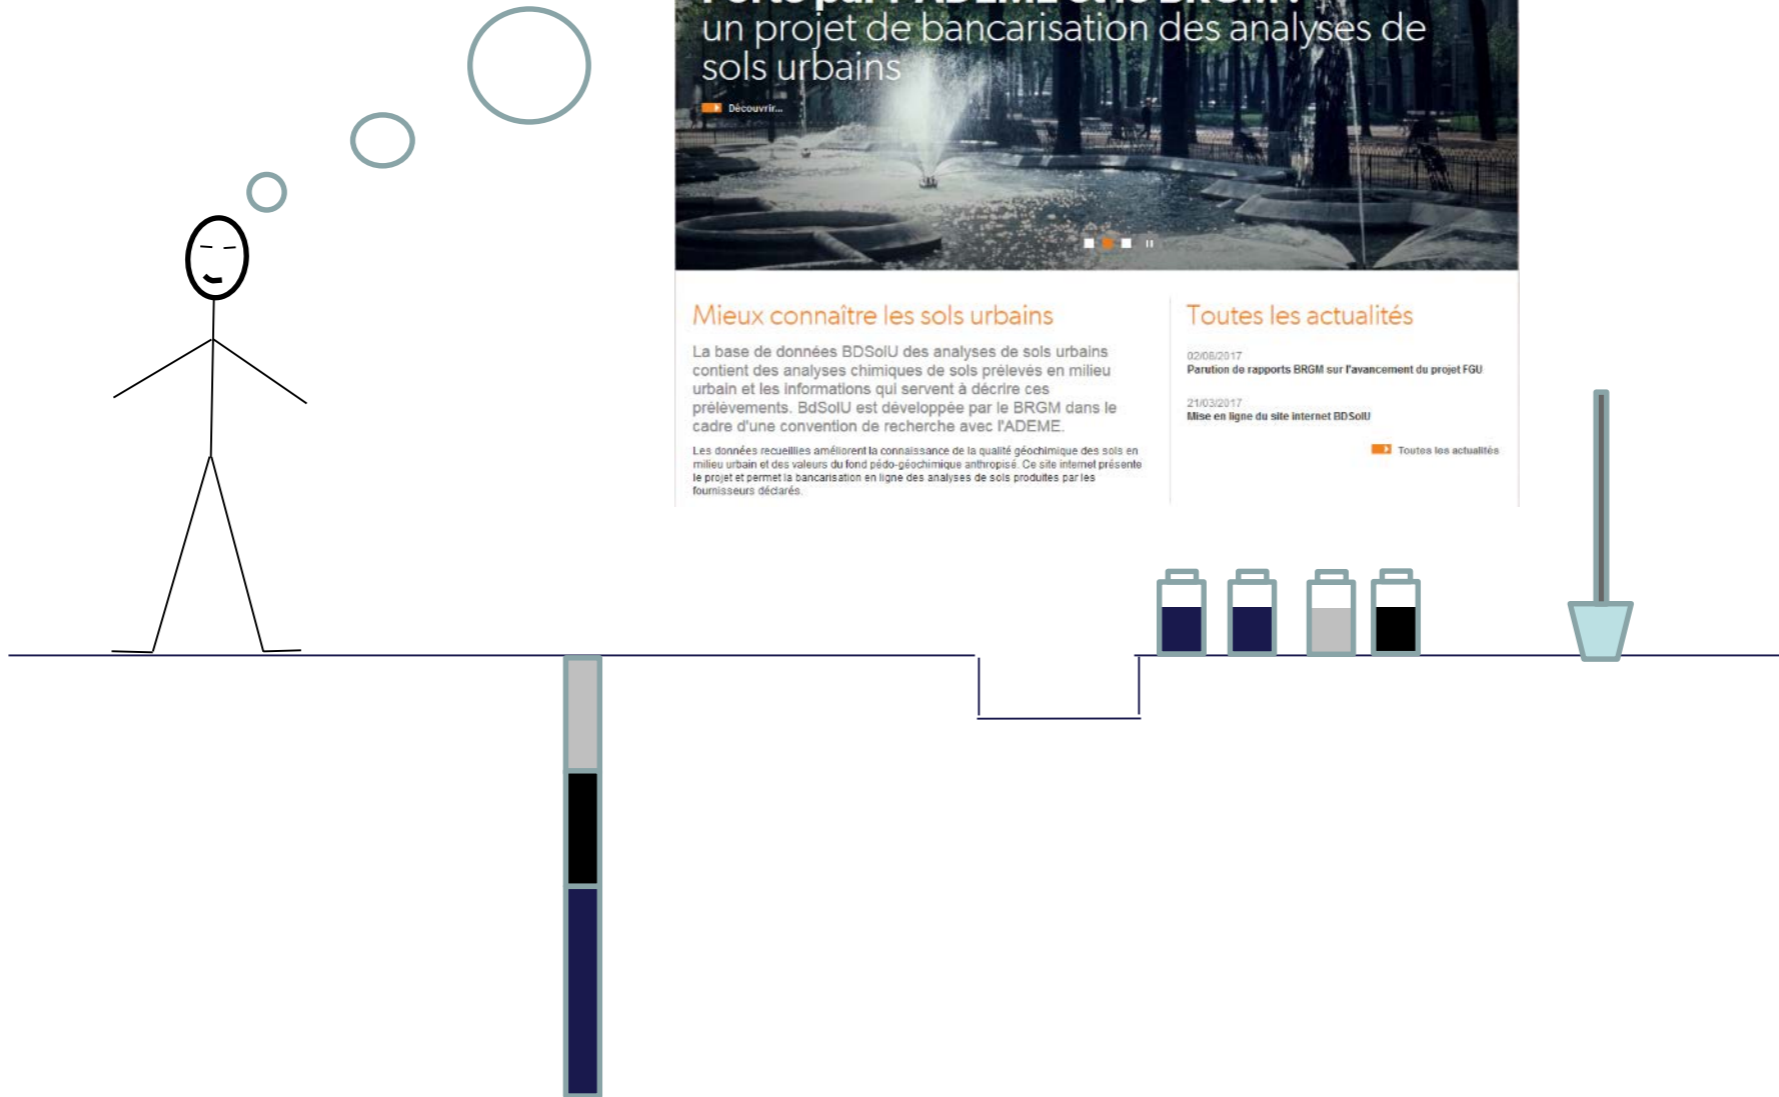 un projet de bancarisation des analyses de
sols urbains
Découvrir...
Mieux connaître les sols urbains
La base de données BDSolU des analyses de sols urbains
contient des analyses chimiques de sols prélevés en milieu
urbain et les informations qui servent à décrire ces
prélèvements. BdSolU est développée par le BRGM dans le
cadre d'une convention de recherche avec l'ADEME.
Les données recueillies améliorent la connaissance de la qualité géochimique des sols en
milieu urbain et des valeurs du fond pédo-géochimique anthropisé. Ce site internet présente
le projet et permet la bancarisation en ligne des analyses de sols produites par les
fournisseurs déclarés.
Toutes les actualités
02/08/2017
Parution de rapports BRGM sur l'avancement du projet FGU
21/03/2017
Mise en ligne du site internet BDSolU
Toutes les actualités